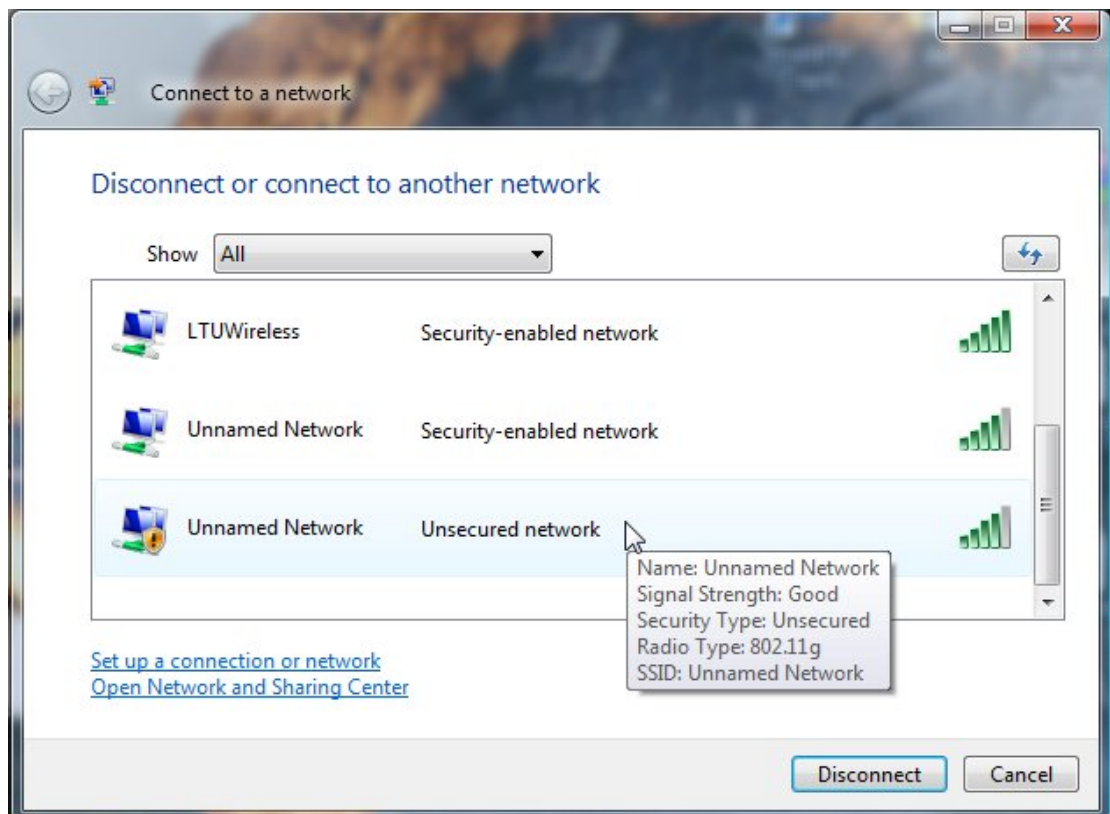 Connect to a network
Disconnect or connect to another network
Show All
LTUWireless Security-enabled network
Unnamed Network Security-enabled network
Unnamed Network Unsecured network
Name: Unnamed Network
Signal Strength: Good
Security Type: Unsecured
Radio Type: 802.11g
SSID: Unnamed Network
Set up a connection or network
Open Network and Sharing Center
Disconnect Cancel